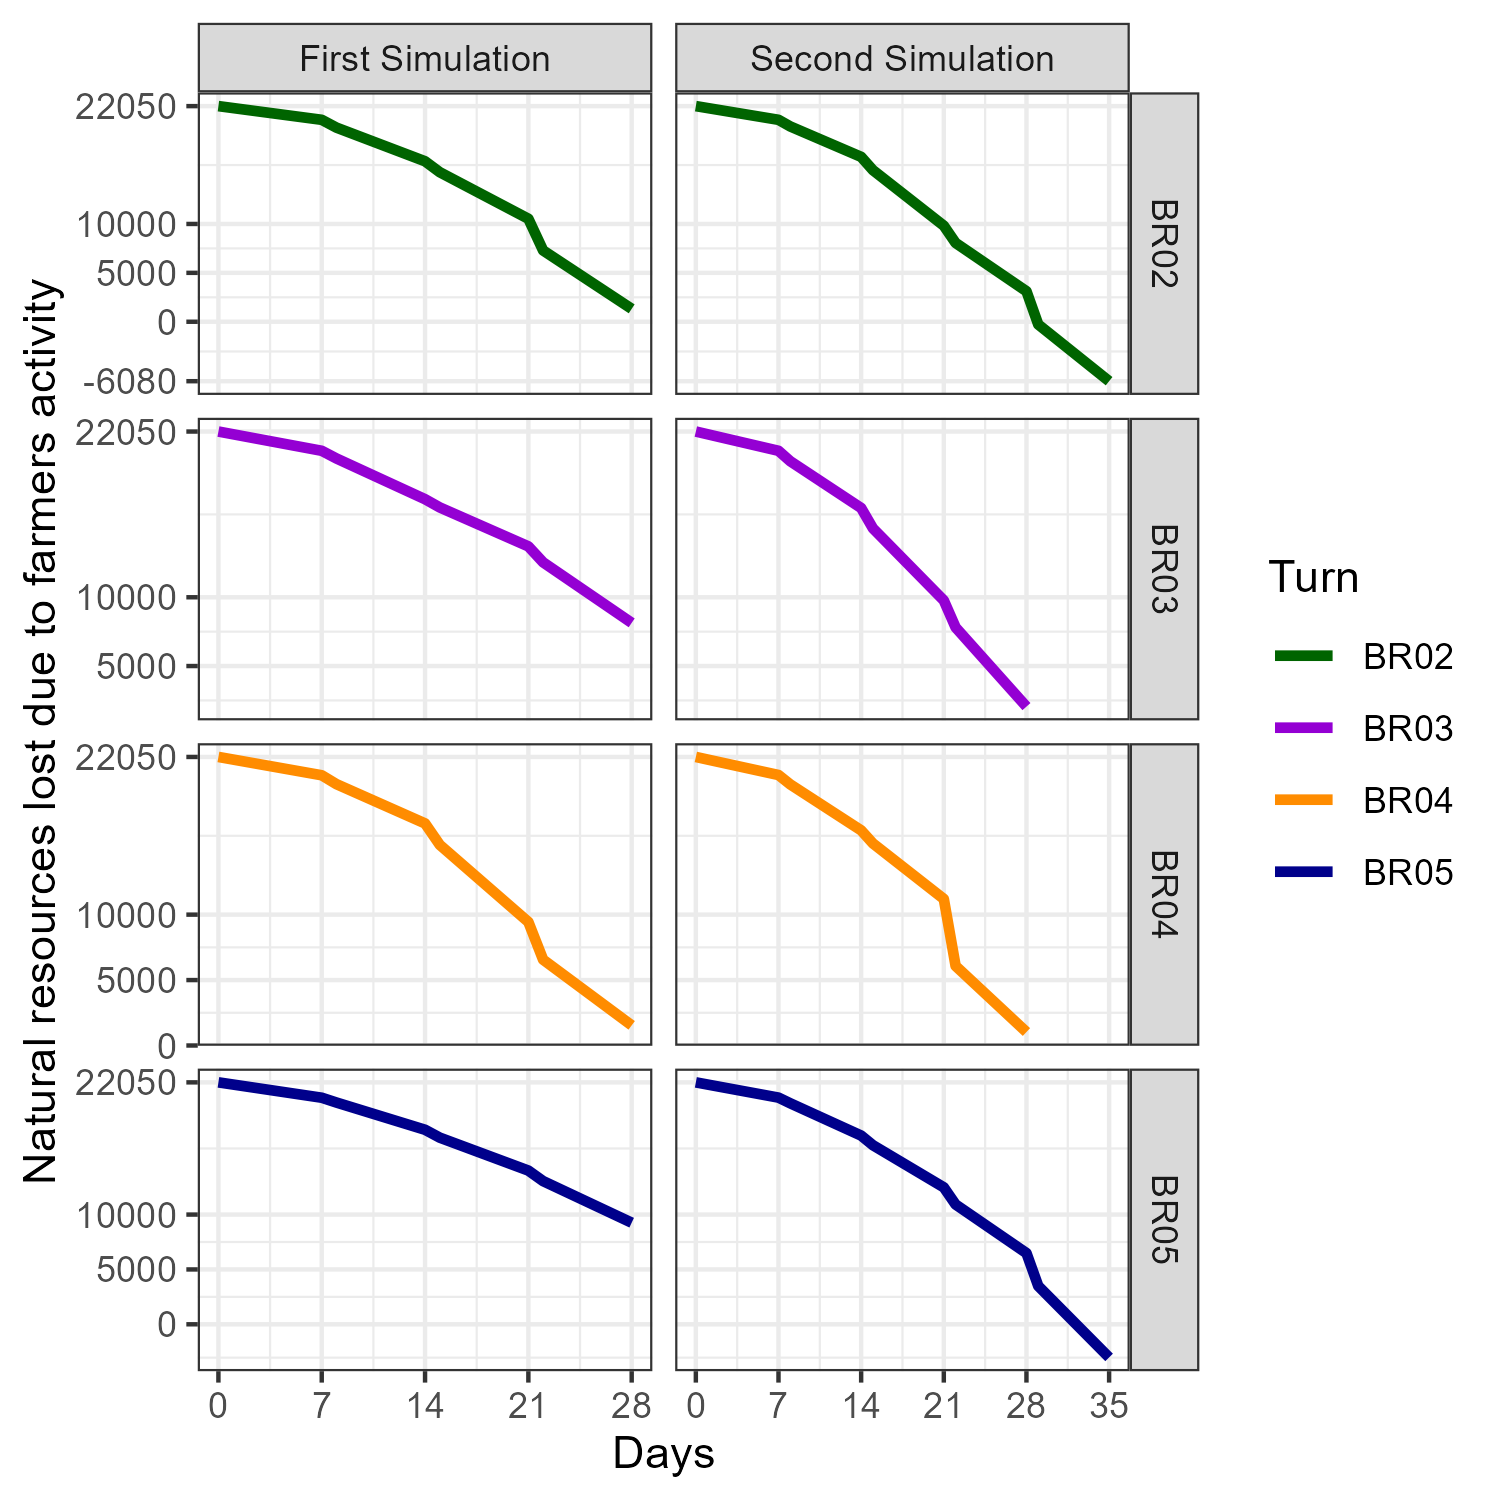 First Simulation
Second Simulation
22050
10000
5000
0
-6080
BR02
22050
10000
5000
BR03
22050
10000
5000
0
BR04
22050
10000
5000
0
BR05
0 7 14 21 28
0 7 14 21 28 35
Days
Natural resources lost due to farmers activity
Turn
BR02
BR03
BR04
BR05